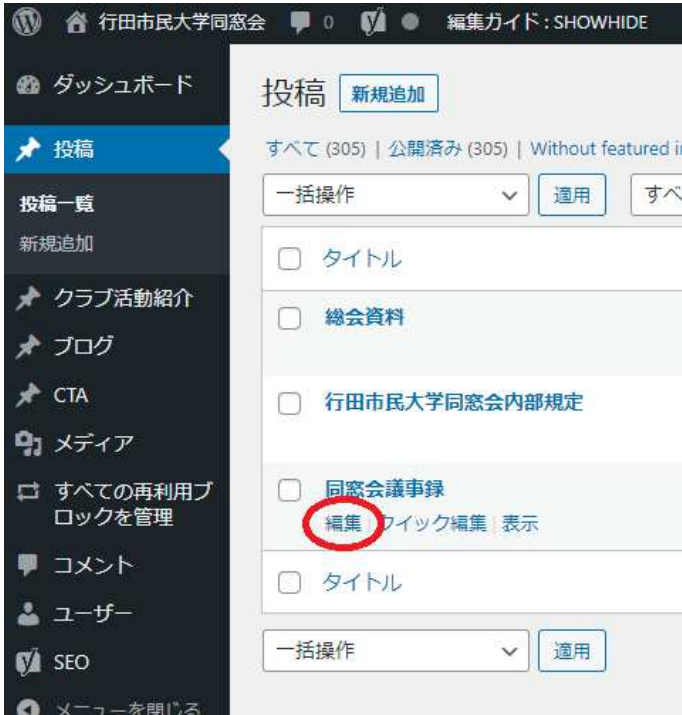 行田市民大学同窓会 0 編集ガイド : SHOWHIDE
ダッシュボード
投稿
投稿一覧
新規追加
クラブ活動紹介
ブログ
CTA
メディア
すべての再利用ブ
ロックを管理
コメント
ユーザー
SEO
メニューを閉じる
投稿 新規追加
すべて (305) | 公開済み (305) | Without featured
一括操作 適用 すべ
タイトル
総会資料
行田市民大学同窓会内部規定
同窓会議事録
編集 | クイック編集 | 表示
タイトル
一括操作 適用